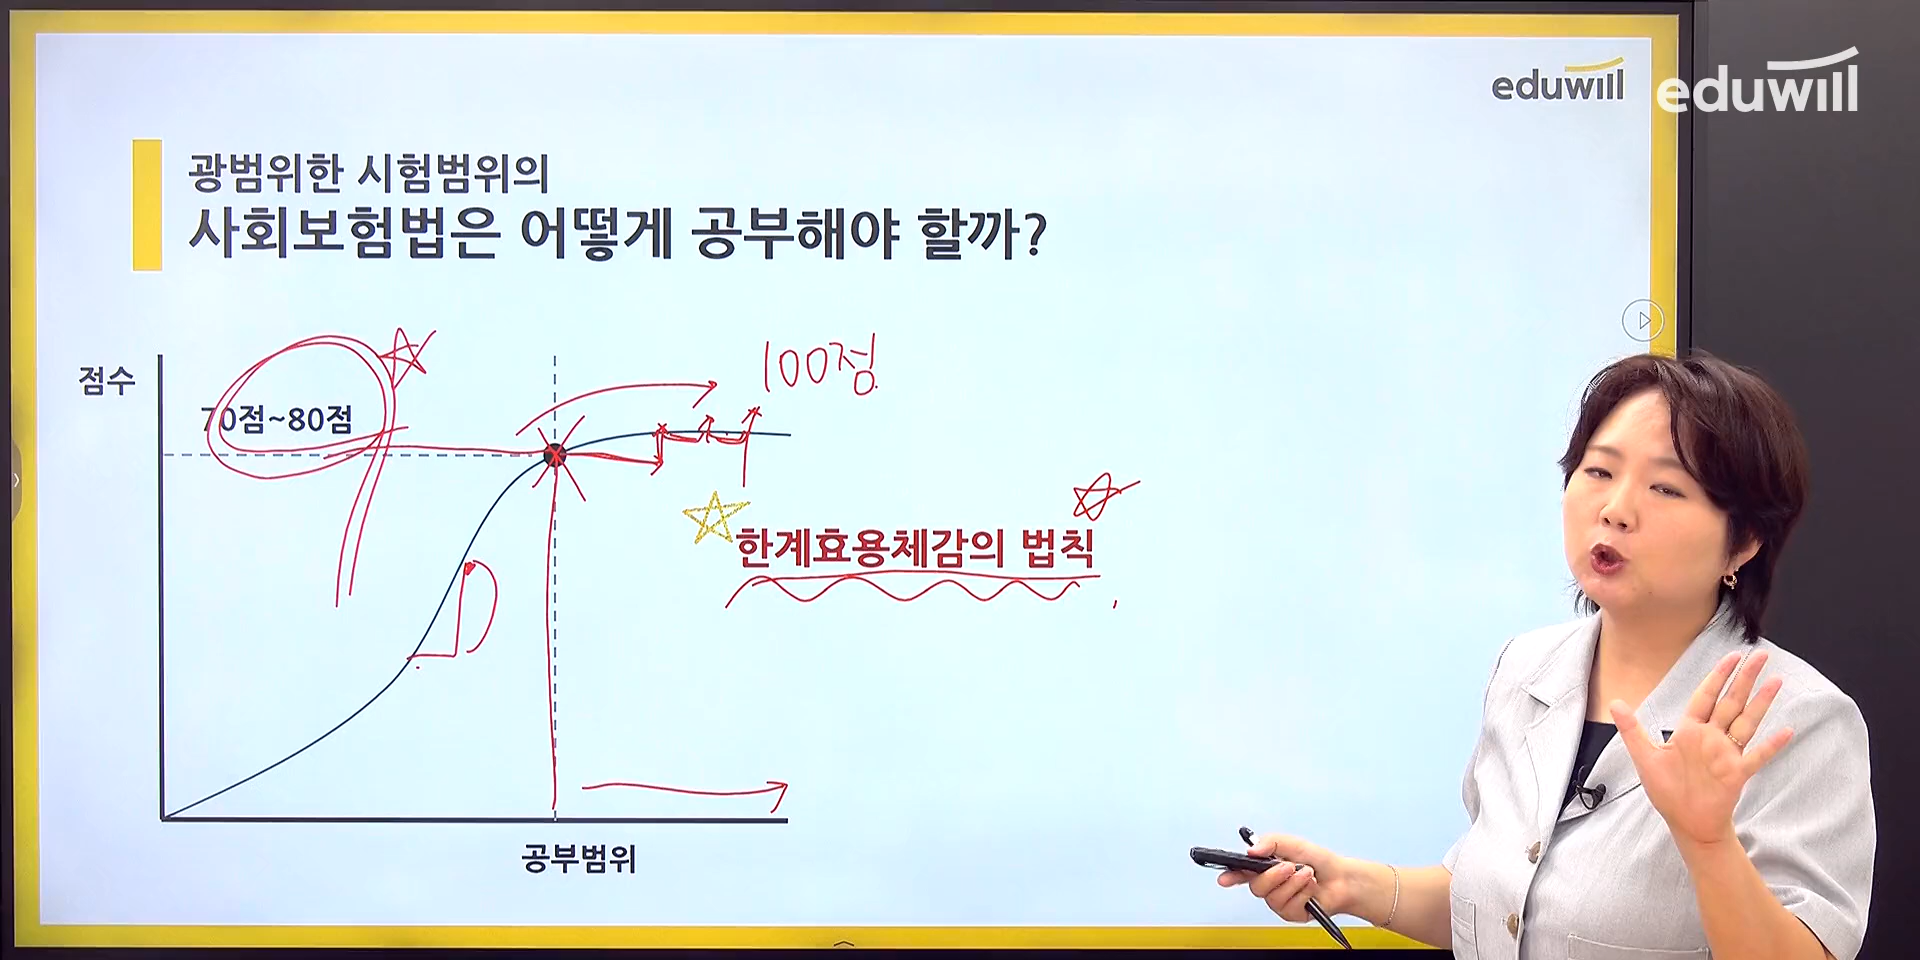 eduwill
eduwill
광범위한 시험범위의
사회보험법은 어떻게 공부해야 할까?
점수
100점
70점~80점
한계효용체감의 법칙
공부범위